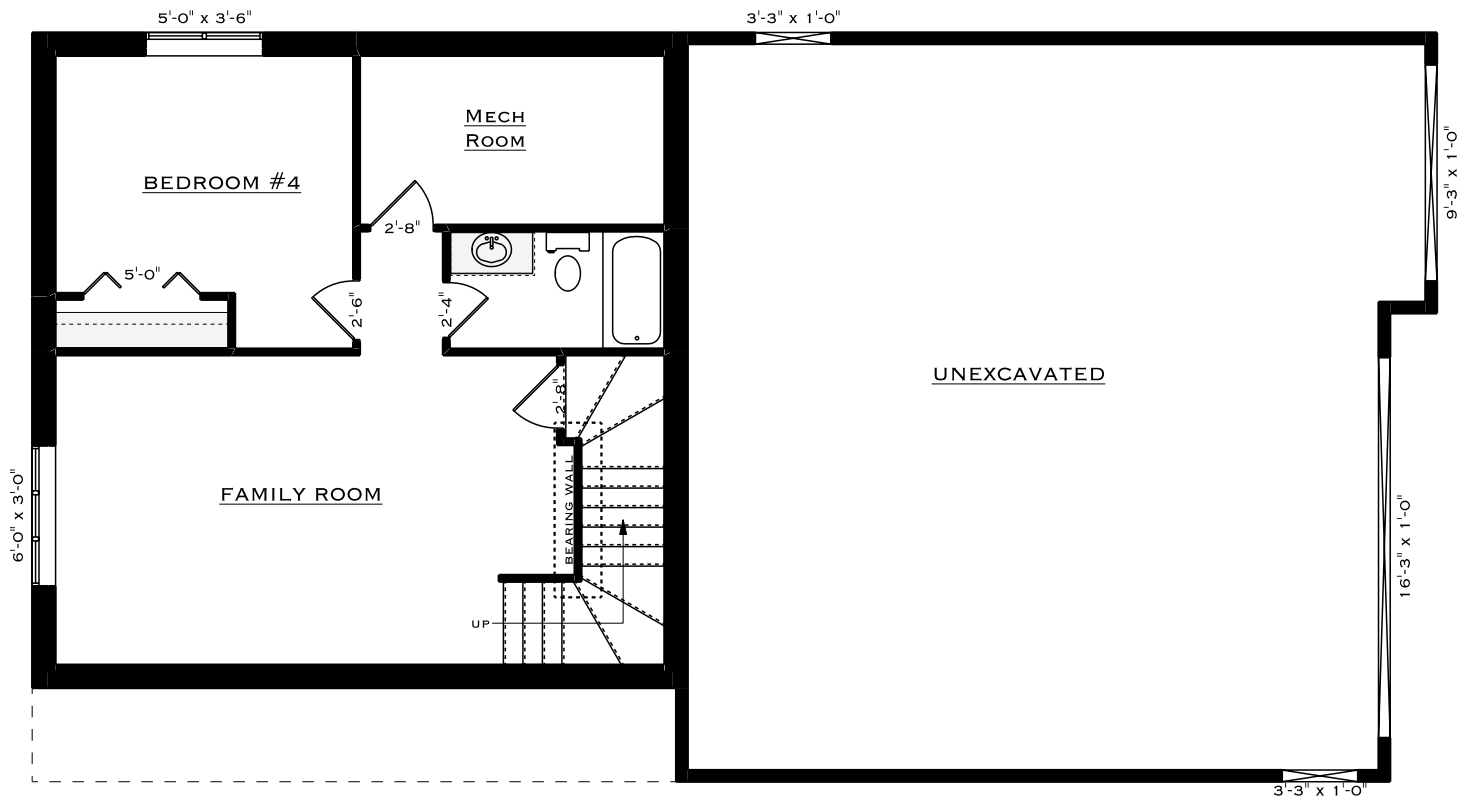 5'-0" x 3'-6"
3'-3" x 1'-0"
MECH
ROOM
9'-3" x 1'-0"
BEDROOM #4
2'-8"
5'-0"
2'-6"
2'-4"
UNEXCAVATED
2'-8"
FAMILY ROOM
6'-0" x 3'-0"
BEARING WALL
16'-3" x 1'-0"
UP
3'-3" x 1'-0"